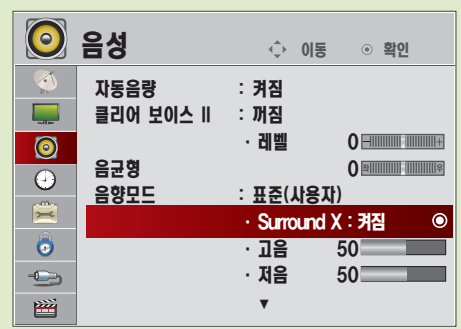 음성
이동 ⊙ 확인
자동음량 : 켜짐
클리어 보이스 II : 꺼짐
· 레벨 0 - +
음균형 0 좌 우
음향모드 : 표준(사용자)
· Surround X : 켜짐
· 고음 50
· 저음 50
▼